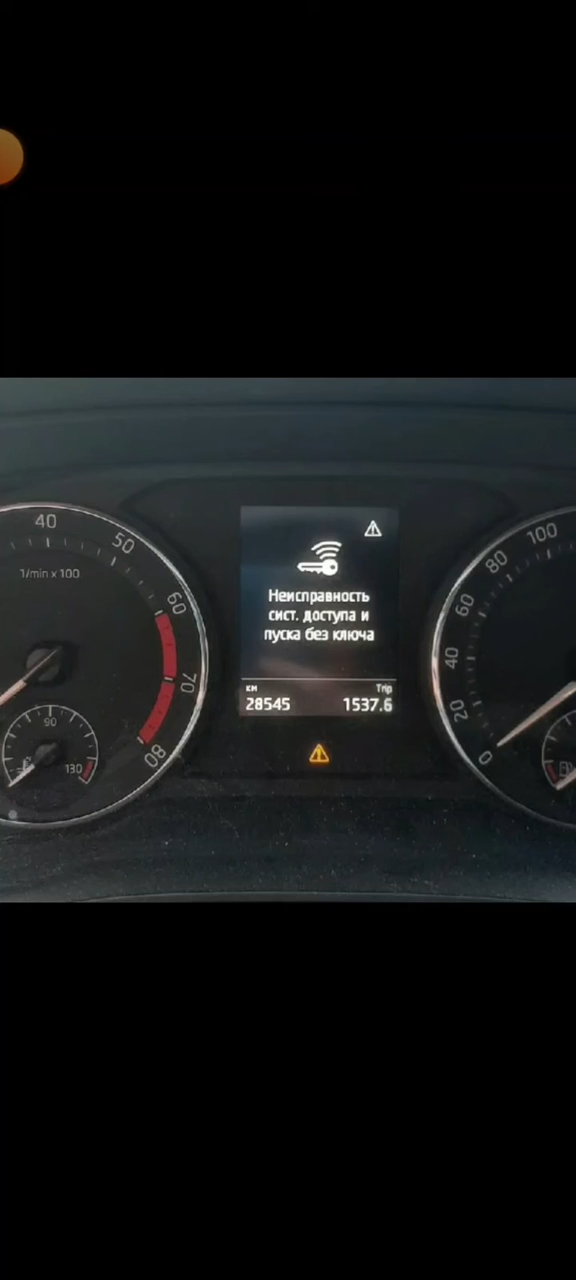 40
50
1/min x 100
60
70
80
90
130
Неисправность
сист. доступа и
пуска без ключа
км
Trip
28545
1537.6
100
80
60
40
20
0